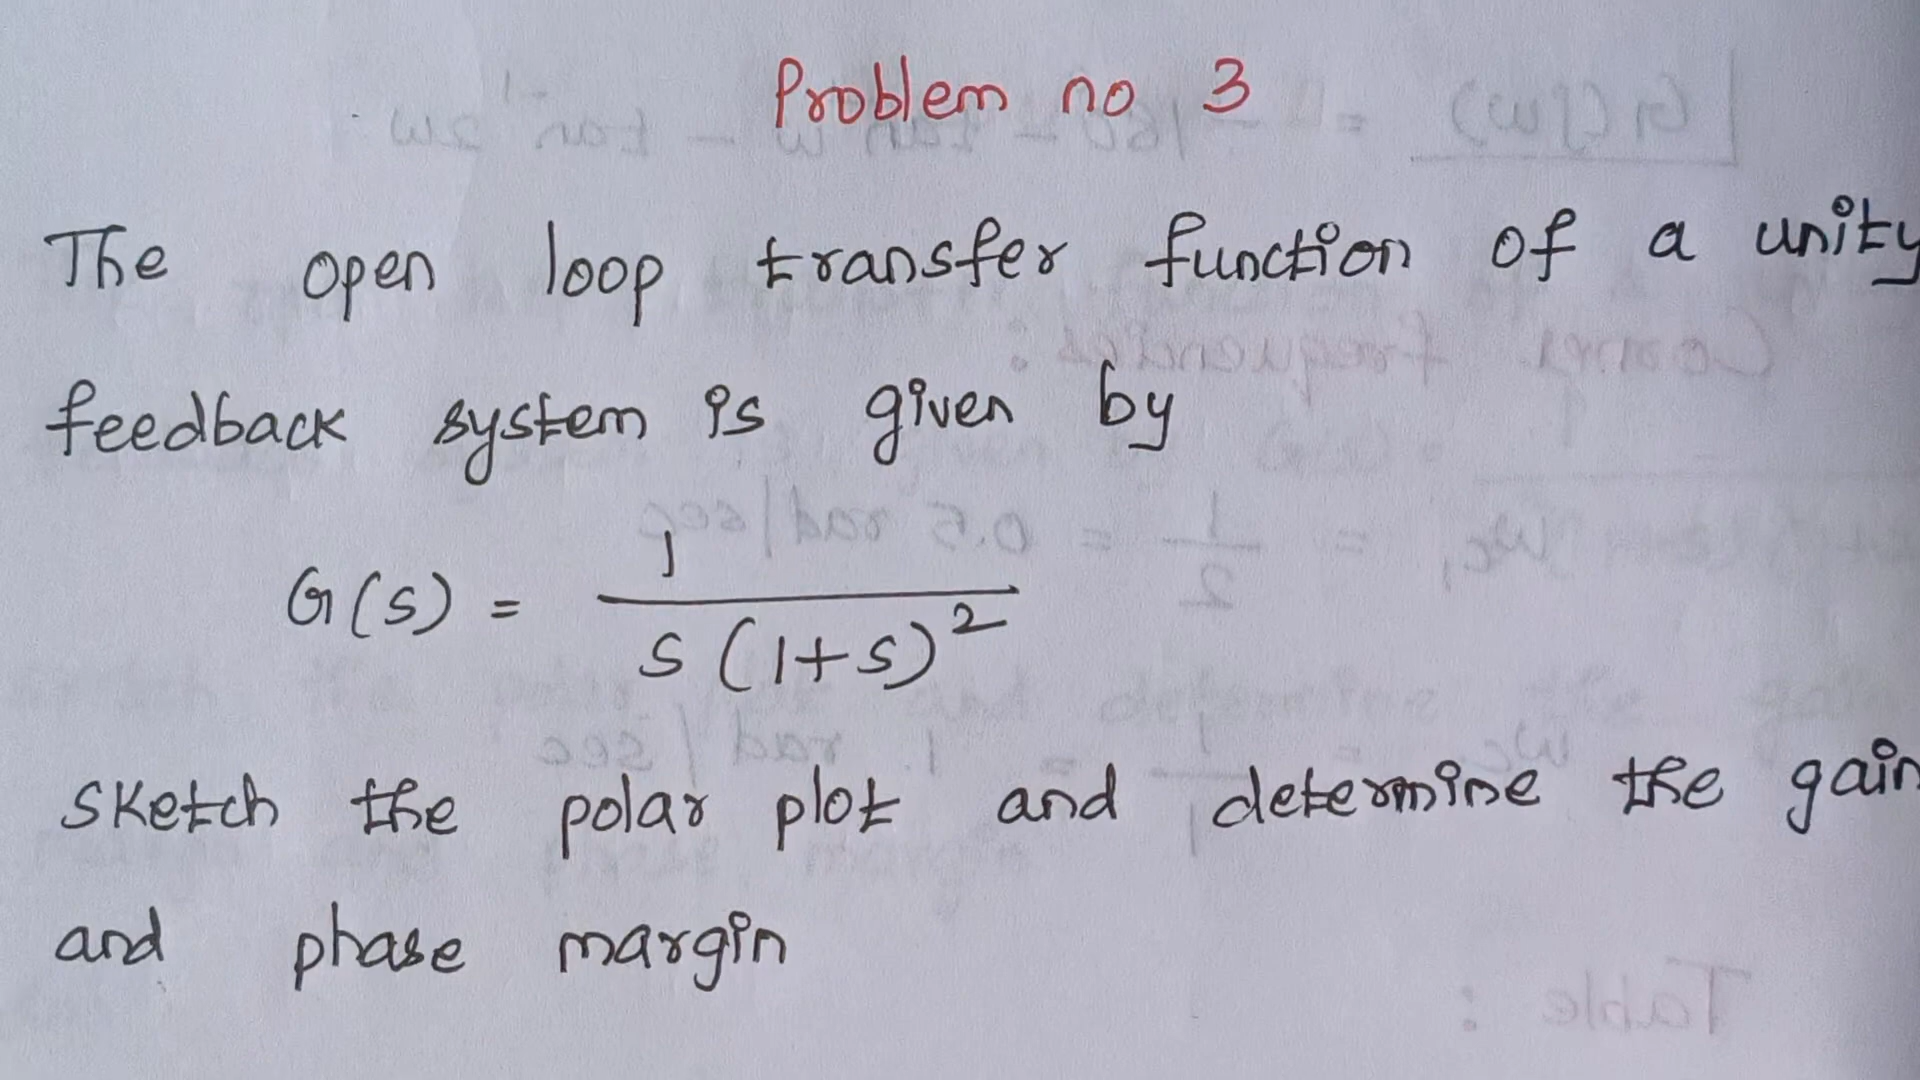 Problem no 3
The open loop transfer function of a unity
feedback system is given by
G(s) = 1 / s(1+s)²
sketch the polar plot and determine the gain
and phase margin